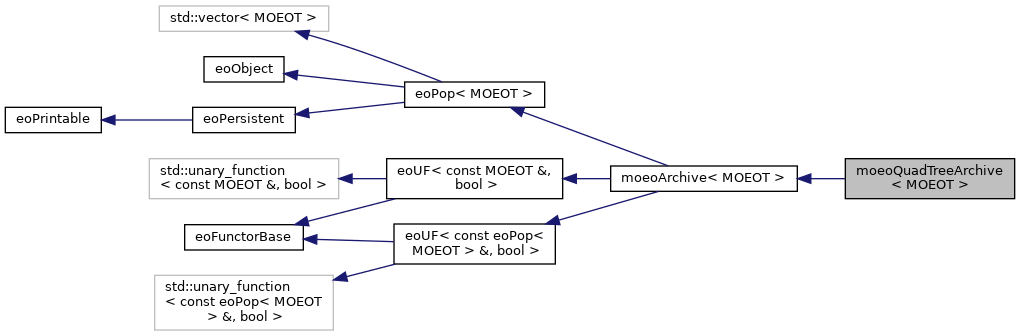 std::vector< MOEOT >
eoObject
eoPop< MOEOT >
eoPrintable
eoPersistent
std::unary_function
< const MOEOT &, bool >
eoUF< const MOEOT &,
bool >
moeoArchive< MOEOT >
moeoQuadTreeArchive
< MOEOT >
eoFunctorBase
eoUF< const eoPop<
MOEOT > &, bool >
std::unary_function
< const eoPop< MOEOT
> &, bool >